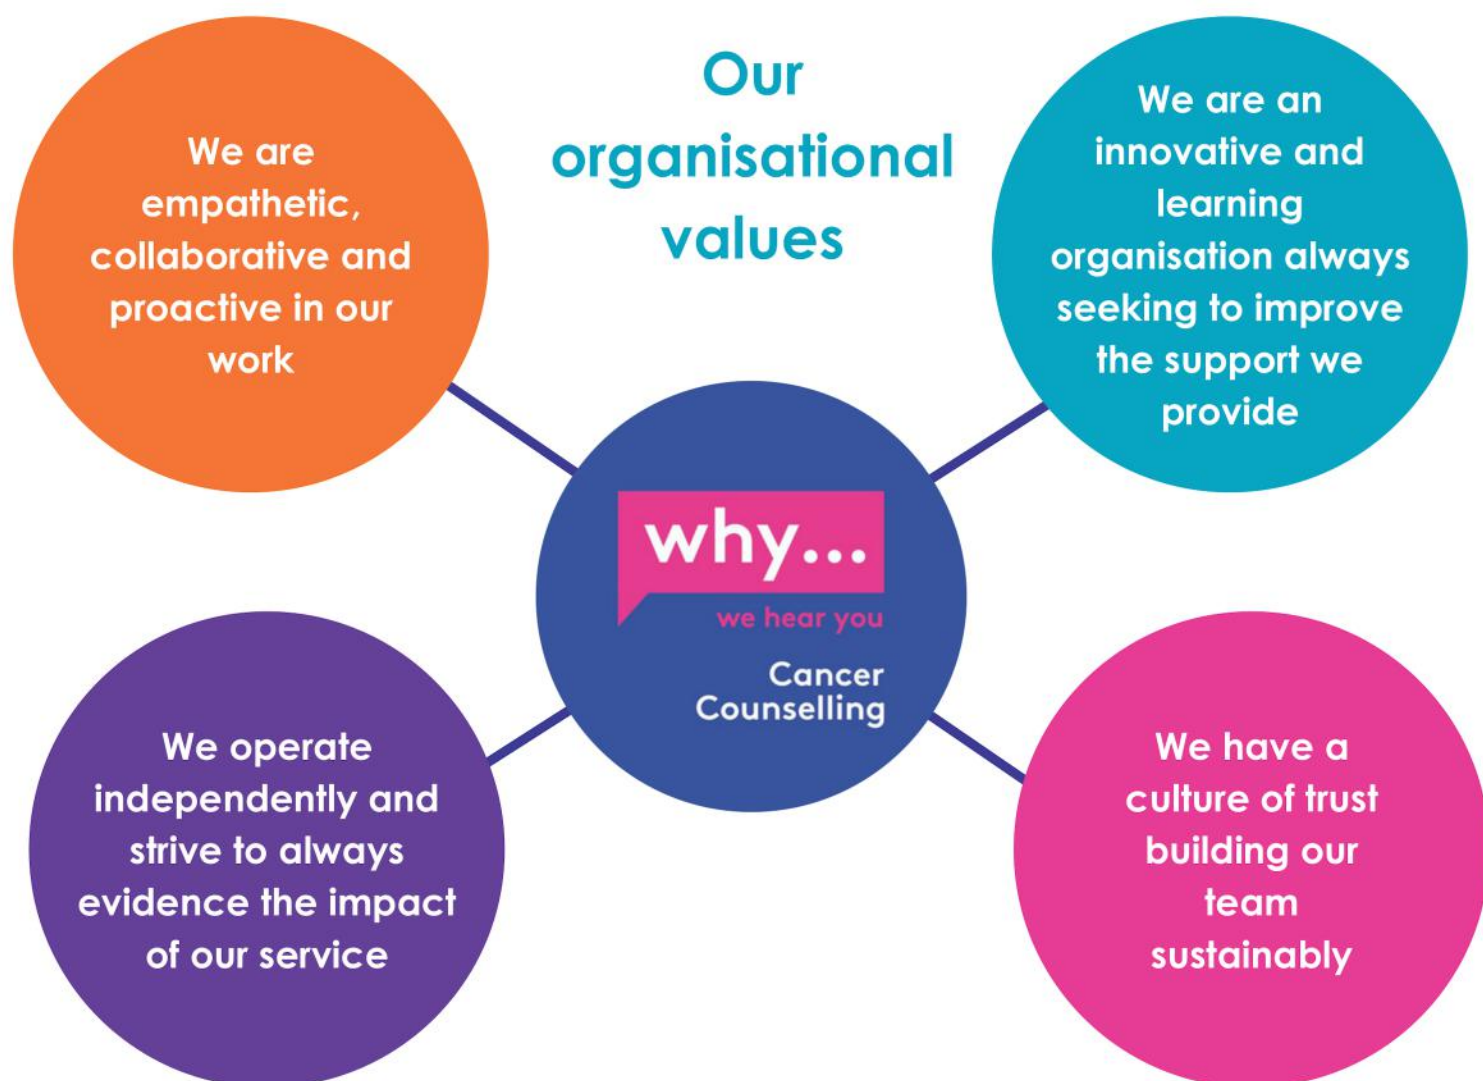 Our
organisational
values
We are
empathetic,
collaborative and
proactive in our
work
We are an
innovative and
learning
organisation always
seeking to improve
the support we
provide
why...
we hear you
Cancer
Counselling
We operate
independently and
strive to always
evidence the impact
of our service
We have a
culture of trust
building our
team
sustainably